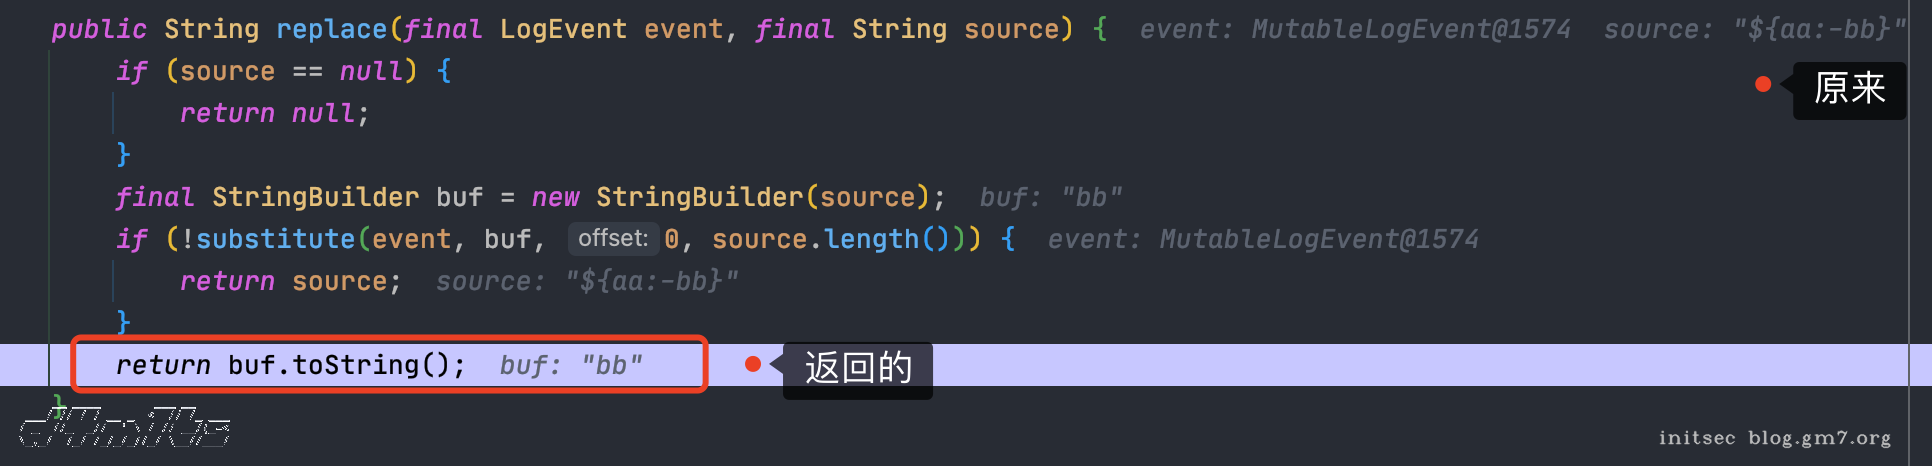 public String replace(final LogEvent event, final String source) {  event: MutableLogEvent@1574  source: "${aa:-bb}"
if (source == null) {
原来
return null;
}
final StringBuilder buf = new StringBuilder(source);  buf: "bb"
if (!substitute(event, buf, offset: 0, source.length())) {  event: MutableLogEvent@1574
return source;  source: "${aa:-bb}"
}
return buf.toString();  buf: "bb"
返回的
}
initsec blog.gm7.org